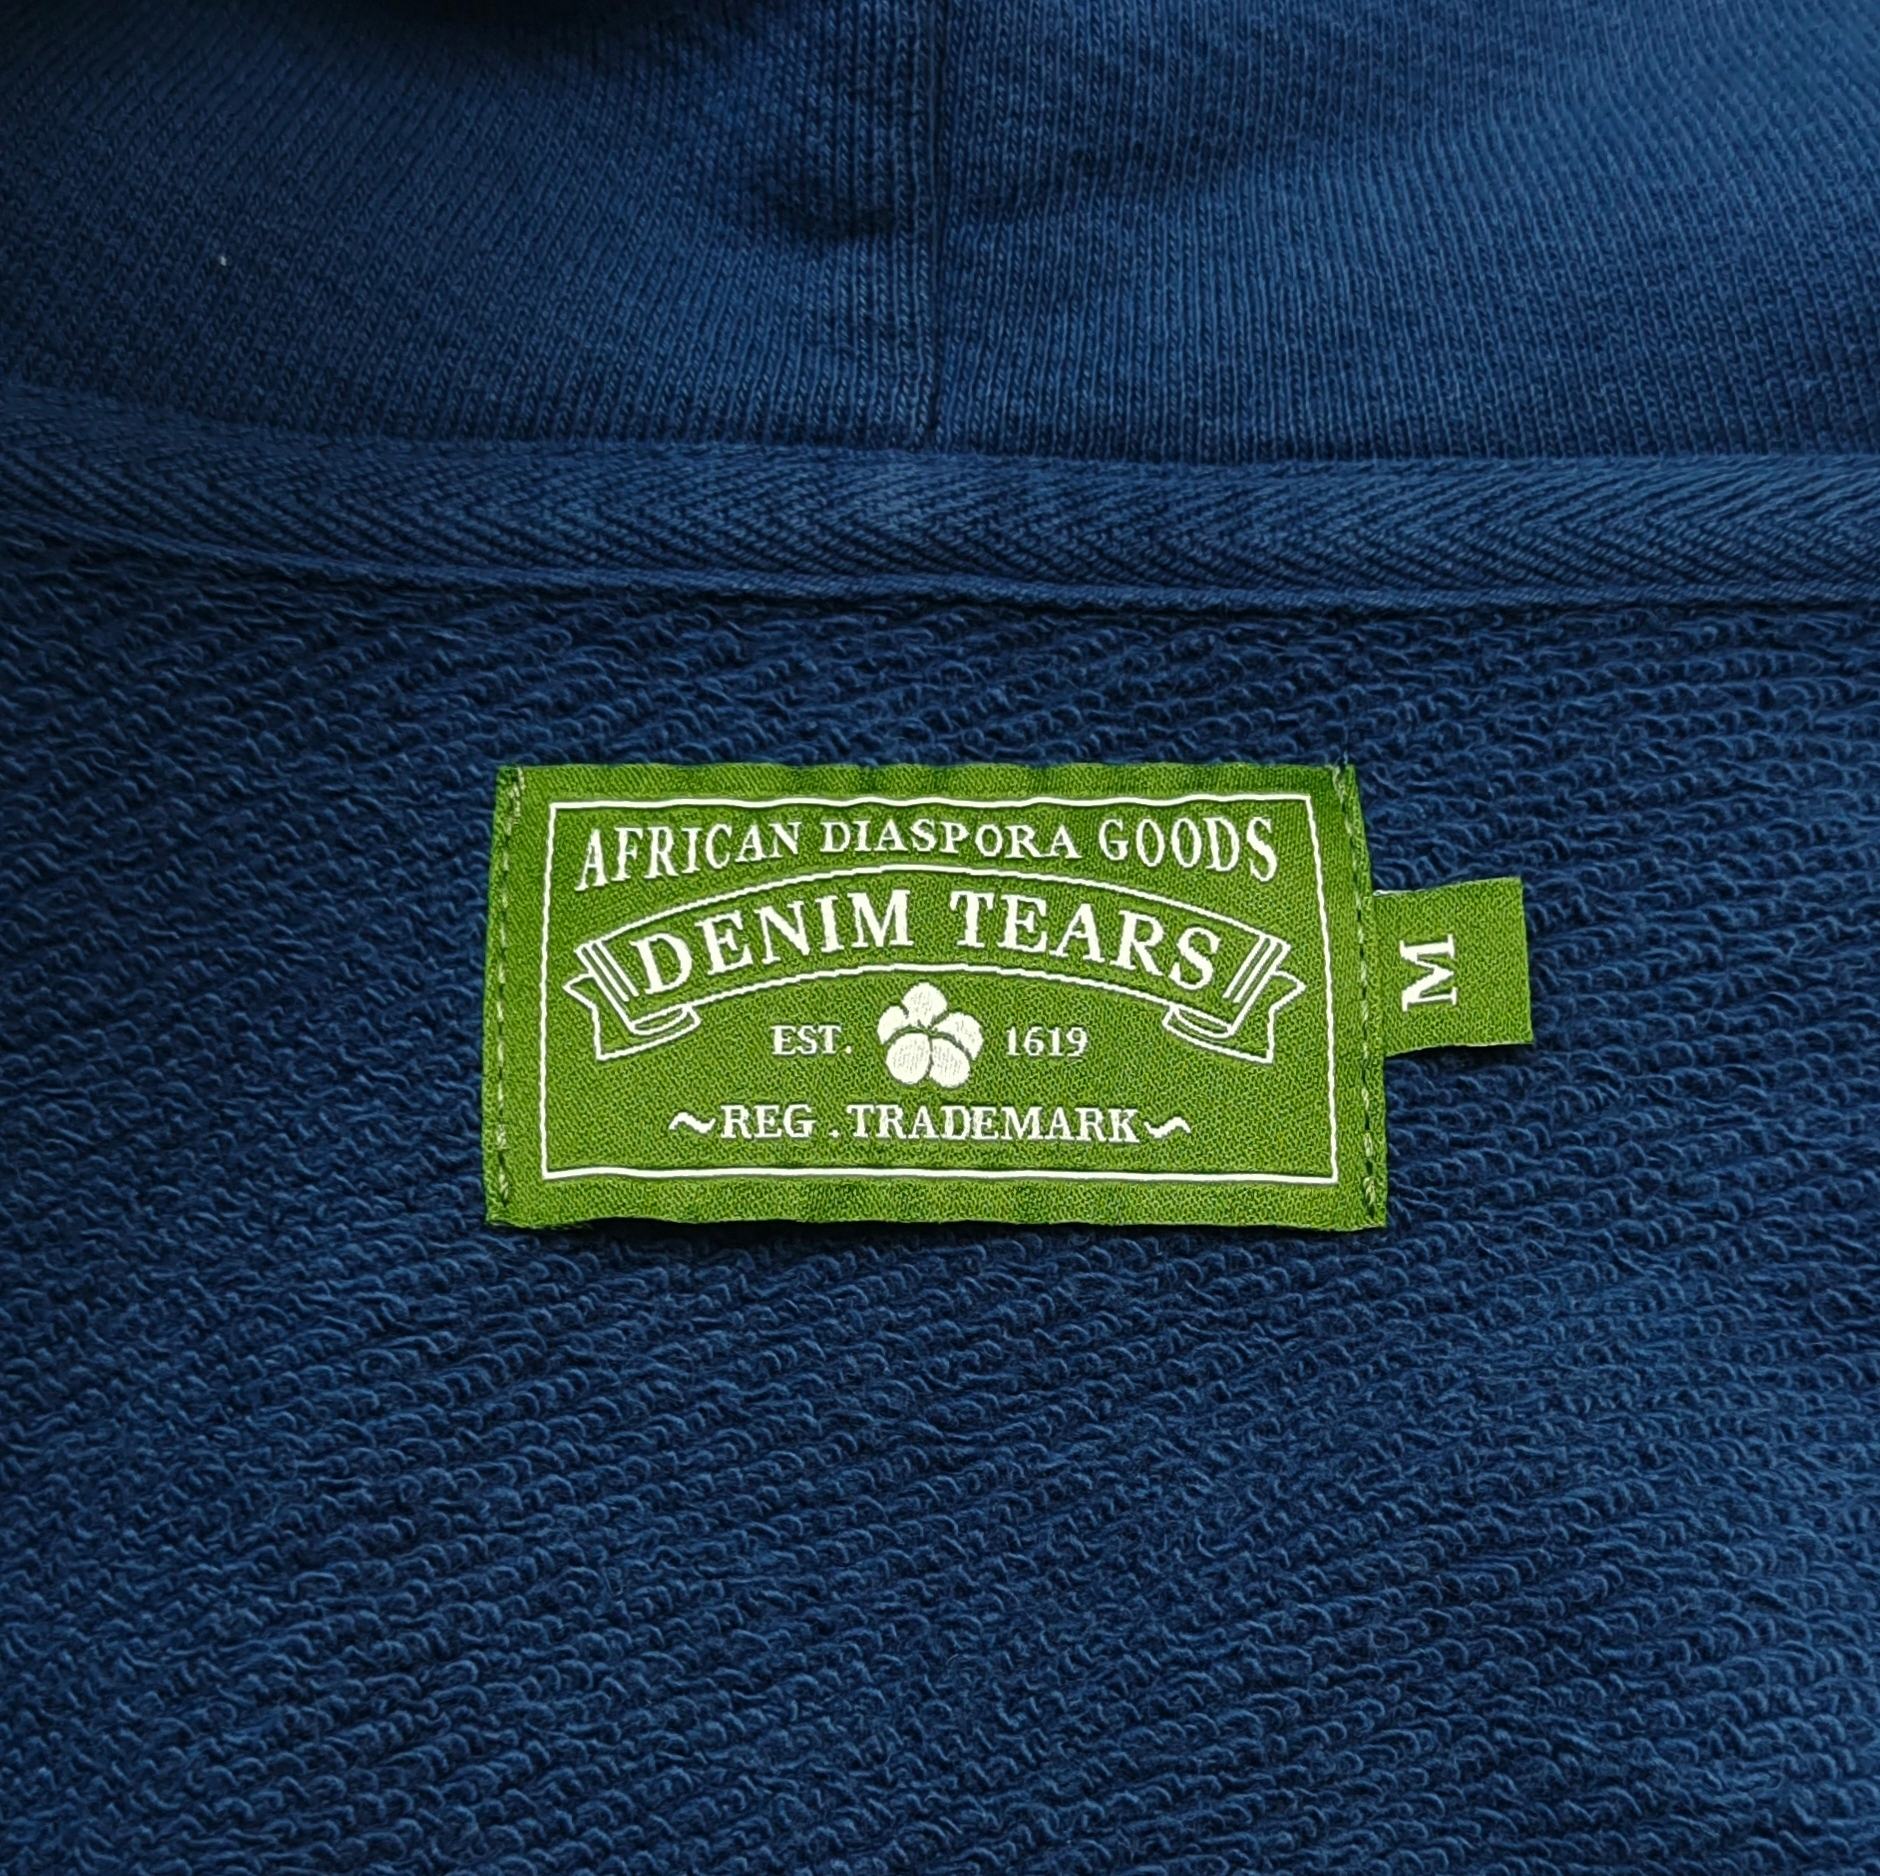 AFRICAN DIASPORA GOODS
DENIM TEARS
EST. 1619
~REG .TRADEMARK~
M